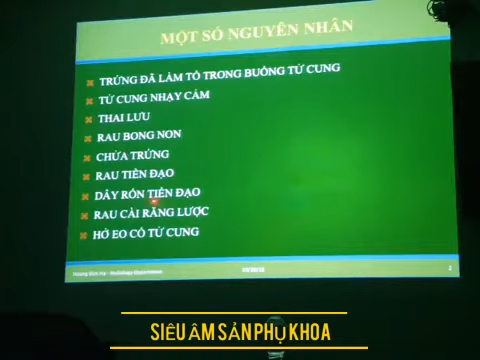 MỘT SỐ NGUYÊN NHÂN
TRỨNG ĐÃ LÀM TỔ TRONG BUỒNG TỬ CUNG
TỬ CUNG NHẠY CẢM
THAI LƯU
RAU BONG NON
CHỬA TRỨNG
RAU TIỀN ĐẠO
DÂY RỐN TIỀN ĐẠO
RAU CÀI RĂNG LƯỢC
HỞ EO CỔ TỬ CUNG
2
SIÊU ÂM SẢN PHỤ KHOA